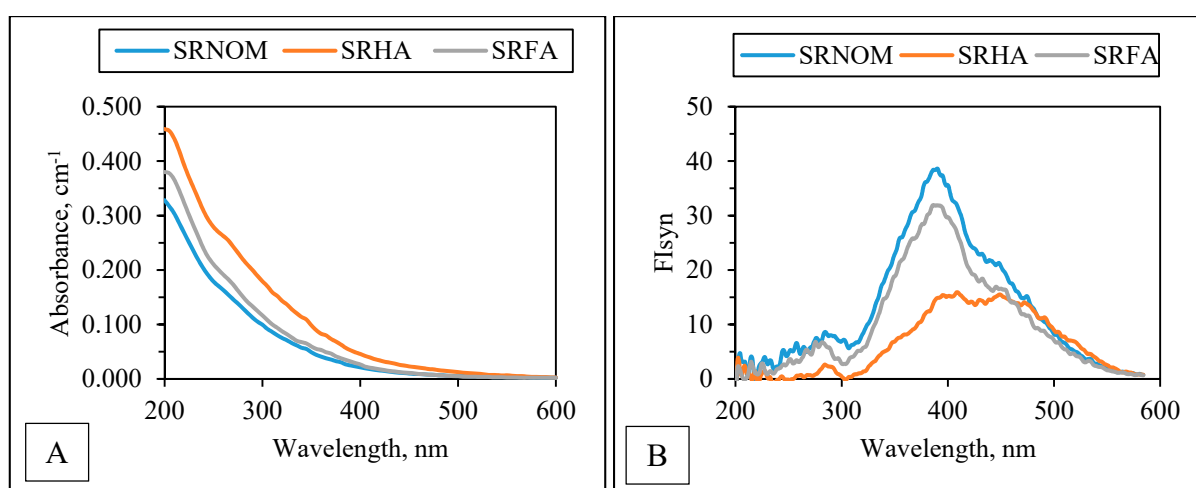 SRNOM SRHA SRFA
0.500
0.400
0.300
0.200
0.100
0.000
Absorbance, cm-1
200 300 400 500 600
Wavelength, nm
A
SRNOM SRHA SRFA
50
40
30
20
10
0
FIsyn
200 300 400 500 600
Wavelength, nm
B